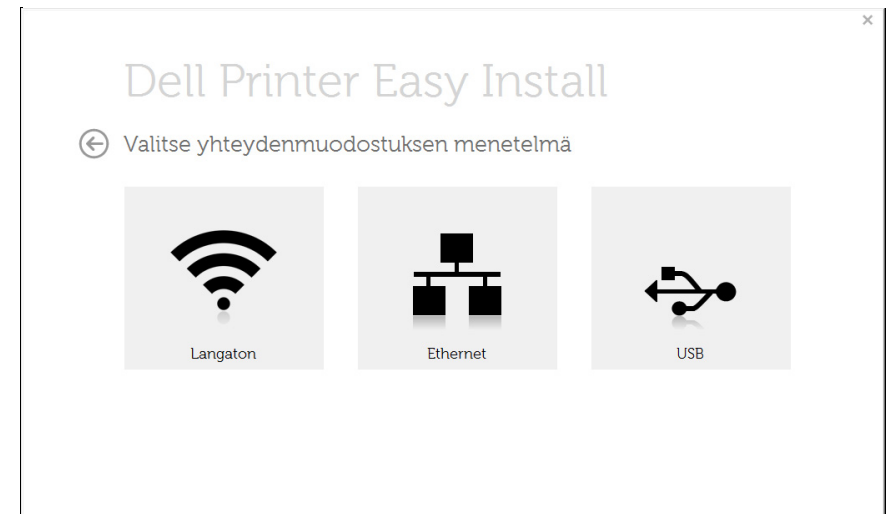 Dell Printer Easy Install
Valitse yhteydenmuodostuksen menetelmä
Langaton
Ethernet
USB